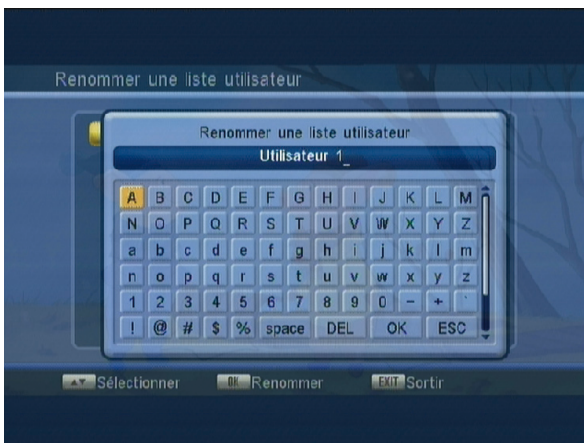 Renommer une liste utilisateur
Renommer une liste utilisateur
Utilisateur 1_
A B C D E F G H I J K L M
N O P Q R S T U V W X Y Z
a b c d e f g h i j k l m
n o p q r s t u v w x y z
1 2 3 4 5 6 7 8 9 0 - + `
! @ # $ % space DEL OK ESC
▲▼ Sélectionner OK Renommer EXIT Sortir